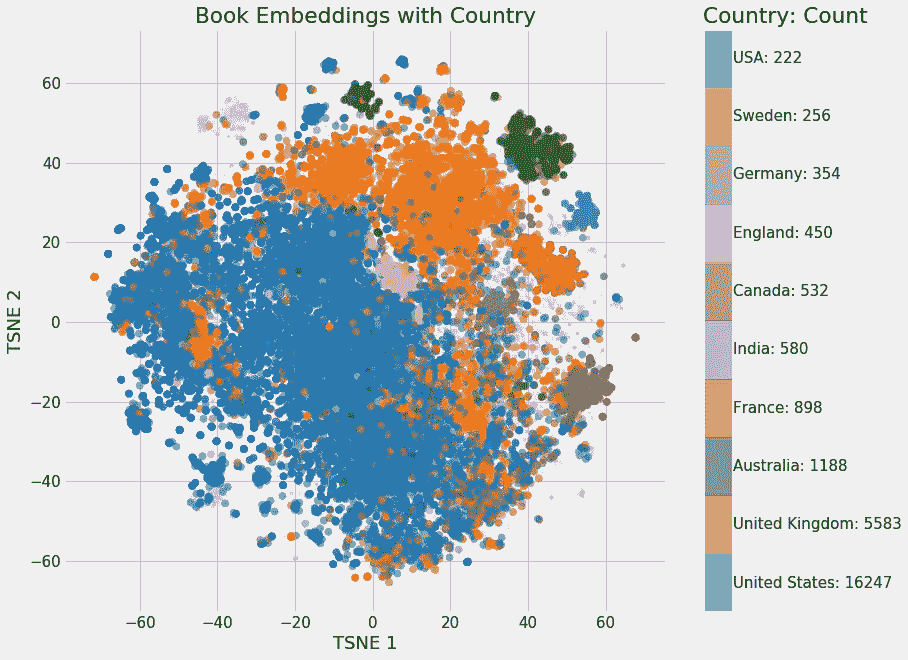 Book Embeddings with Country
Country: Count
USA: 222
Sweden: 256
Germany: 354
England: 450
Canada: 532
India: 580
France: 898
Australia: 1188
United Kingdom: 5583
United States: 16247
TSNE 2
60
40
20
0
−20
−40
−60
−60
−40
−20
0
20
40
60
TSNE 1